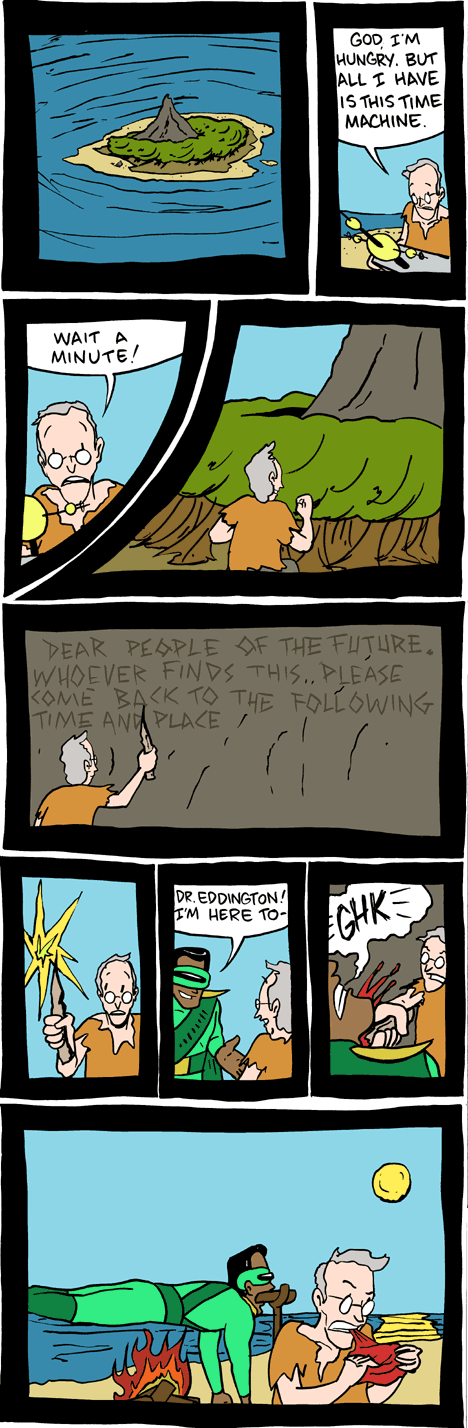 GOD, I'M
HUNGRY. BUT
ALL I HAVE
IS THIS TIME
MACHINE.
WAIT A
MINUTE!
DEAR PEOPLE OF THE FUTURE.
WHOEVER FINDS THIS, PLEASE
COME BACK TO THE FOLLOWING
TIME AND PLACE
DR. EDDINGTON!
I'M HERE TO-
GHK